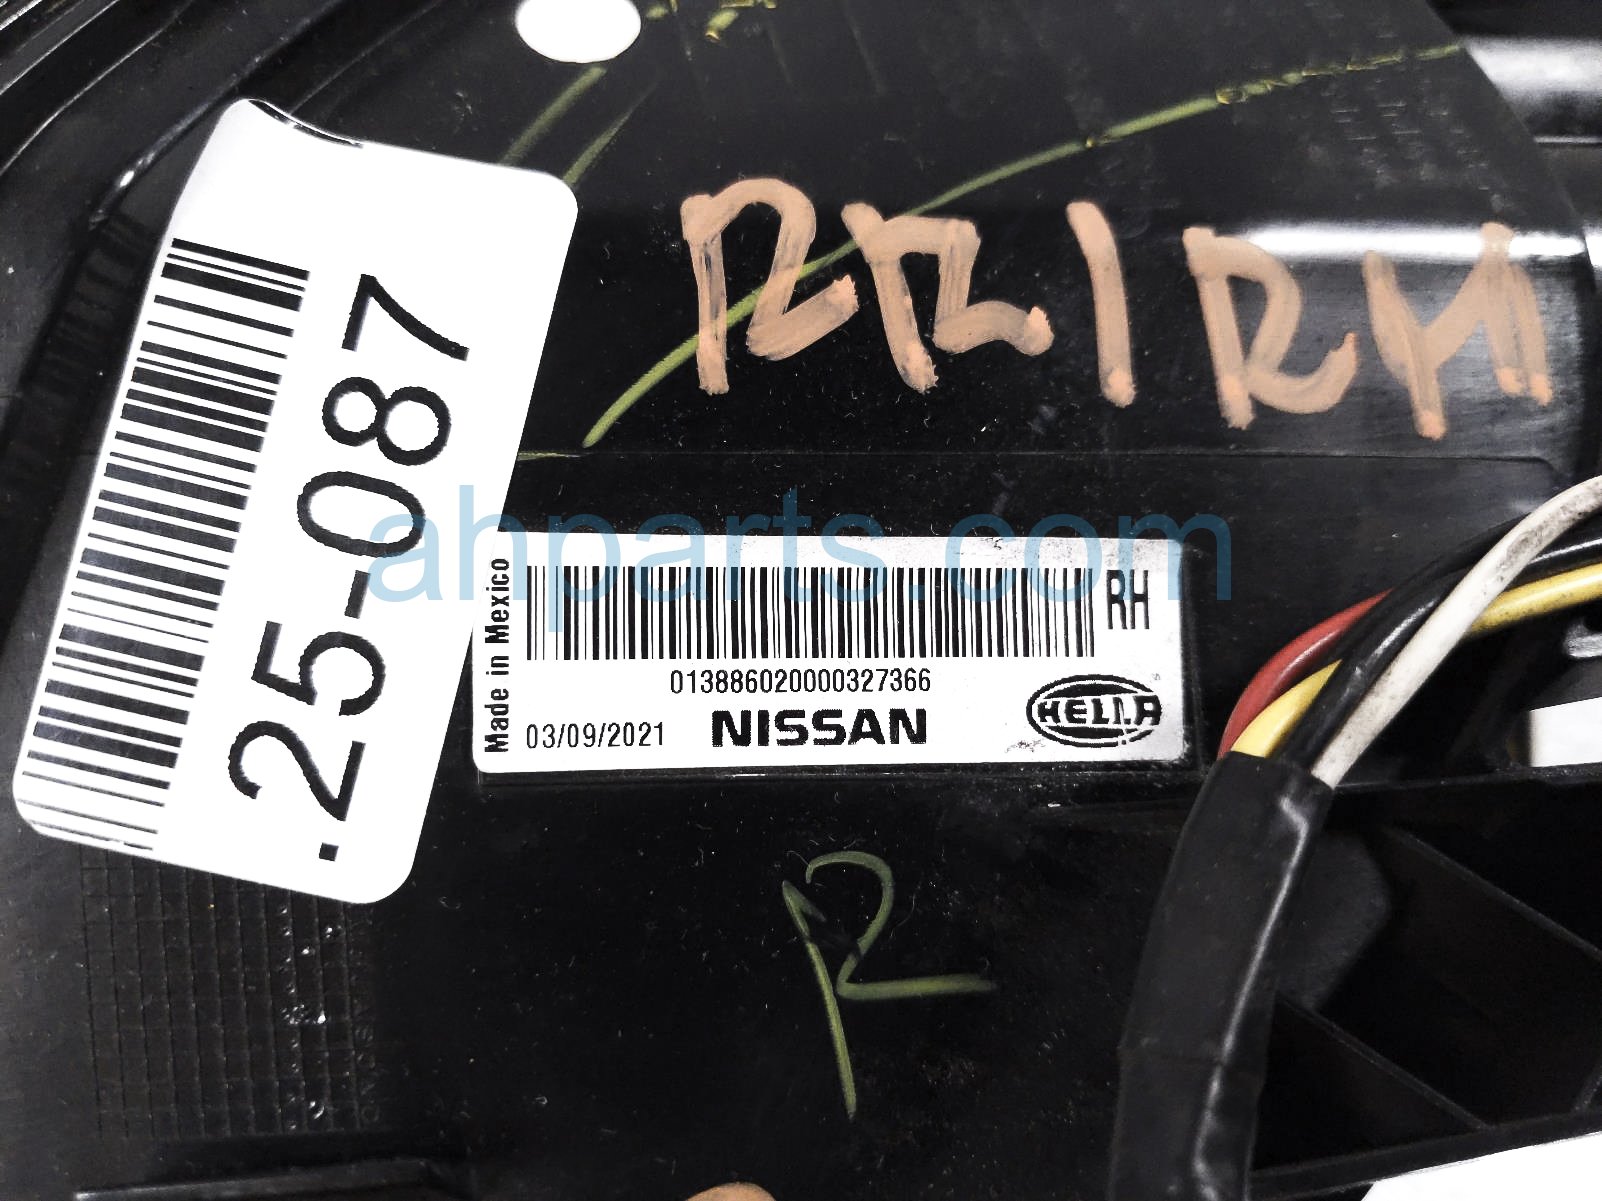 RR1RH
.25-087
ahparts.com
Made in Mexico
RH
013886020000327366
03/09/2021
NISSAN
HELLA
R